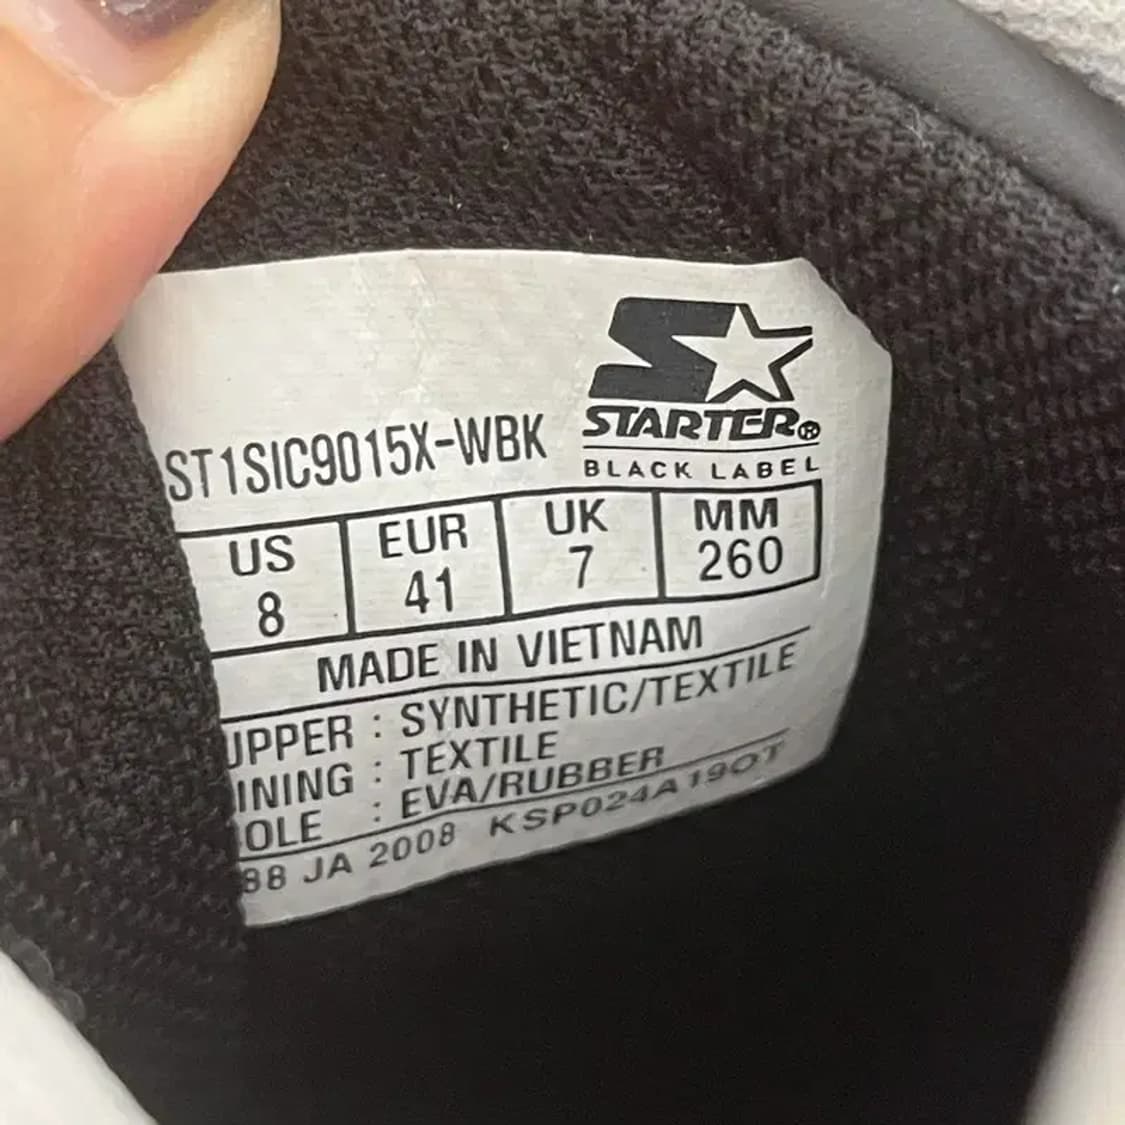 STARTER®
BLACK LABEL
ST1SIC9015X-WBK
US EUR UK MM
8 41 7 260
MADE IN VIETNAM
UPPER : SYNTHETIC/TEXTILE
INING : TEXTILE
OLE : EVA/RUBBER
88 JA 2008 KSP024A19OT